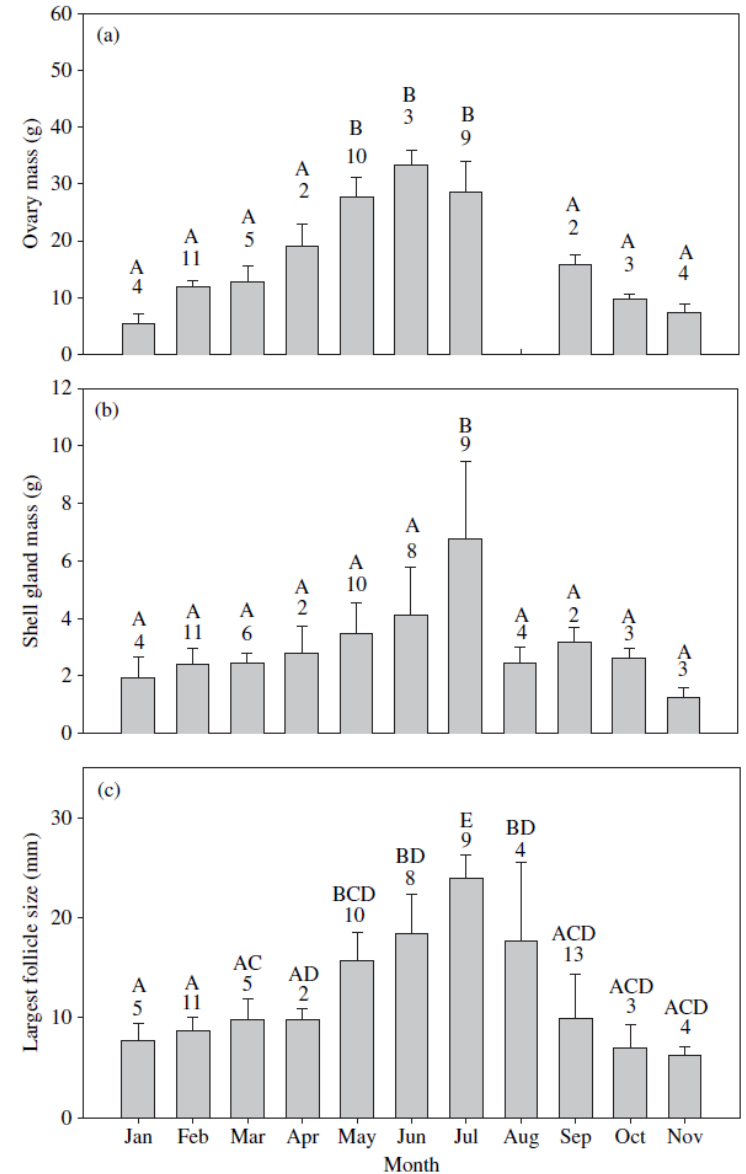 (a)
Ovary mass (g)
60
50
40
30
20
10
0
A
4
A
11
A
5
A
2
B
10
B
3
B
9
A
2
A
3
A
4
(b)
Shell gland mass (g)
12
10
8
6
4
2
0
A
4
A
11
A
6
A
2
A
10
A
8
B
9
A
4
A
2
A
3
A
3
(c)
Largest follicle size (mm)
30
20
10
0
A
5
A
11
AC
5
AD
2
BCD
10
BD
8
E
9
BD
4
ACD
13
ACD
3
ACD
4
Jan Feb Mar Apr May Jun Jul Aug Sep Oct Nov
Month